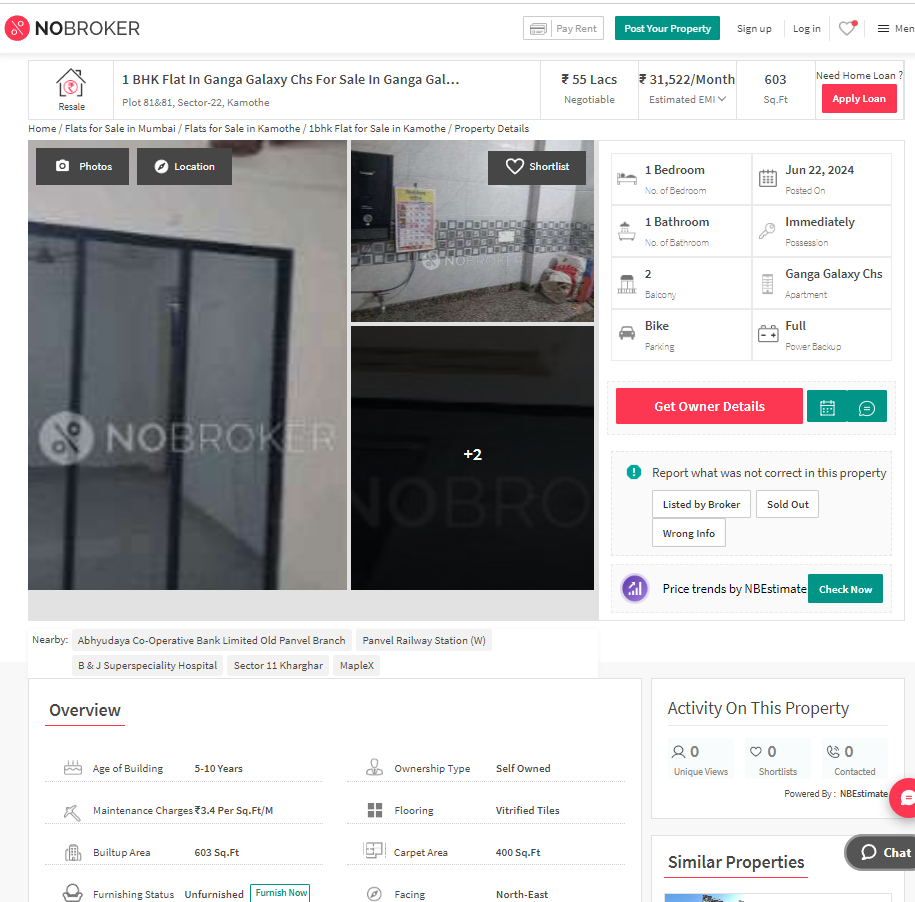 NOBROKER
Pay Rent
Post Your Property
Sign up
Log in
Men
Resale
1 BHK Flat In Ganga Galaxy Chs For Sale In Ganga Gal...
Plot 81&81, Sector-22, Kamothe
₹ 55 Lacs
Negotiable
₹ 31,522/Month
Estimated EMI
603
Sq.Ft
Need Home Loan ?
Apply Loan
Home / Flats for Sale in Mumbai / Flats for Sale in Kamothe / 1bhk Flat for Sale in Kamothe / Property Details
Photos
Location
Shortlist
NOBROKER
NOBROKER
NOBRO
+2
1 Bedroom
No. of Bedroom
Jun 22, 2024
Posted On
1 Bathroom
No. of Bathroom
Immediately
Possession
2
Balcony
Ganga Galaxy Chs
Apartment
Bike
Parking
Full
Power Backup
Get Owner Details
Report what was not correct in this property
Listed by Broker
Sold Out
Wrong Info
Price trends by NBEstimate
Check Now
Nearby:
Abhyudaya Co-Operative Bank Limited Old Panvel Branch
Panvel Railway Station (W)
B & J Superspeciality Hospital
Sector 11 Kharghar
MapleX
Overview
Age of Building
5-10 Years
Ownership Type
Self Owned
Maintenance Charges
₹3.4 Per Sq.Ft/M
Flooring
Vitrified Tiles
Builtup Area
603 Sq.Ft
Carpet Area
400 Sq.Ft
Furnishing Status
Unfurnished
Furnish Now
Facing
North-East
Activity On This Property
0
Unique Views
0
Shortlists
0
Contacted
Powered By : NBEstimate
Chat
Similar Properties